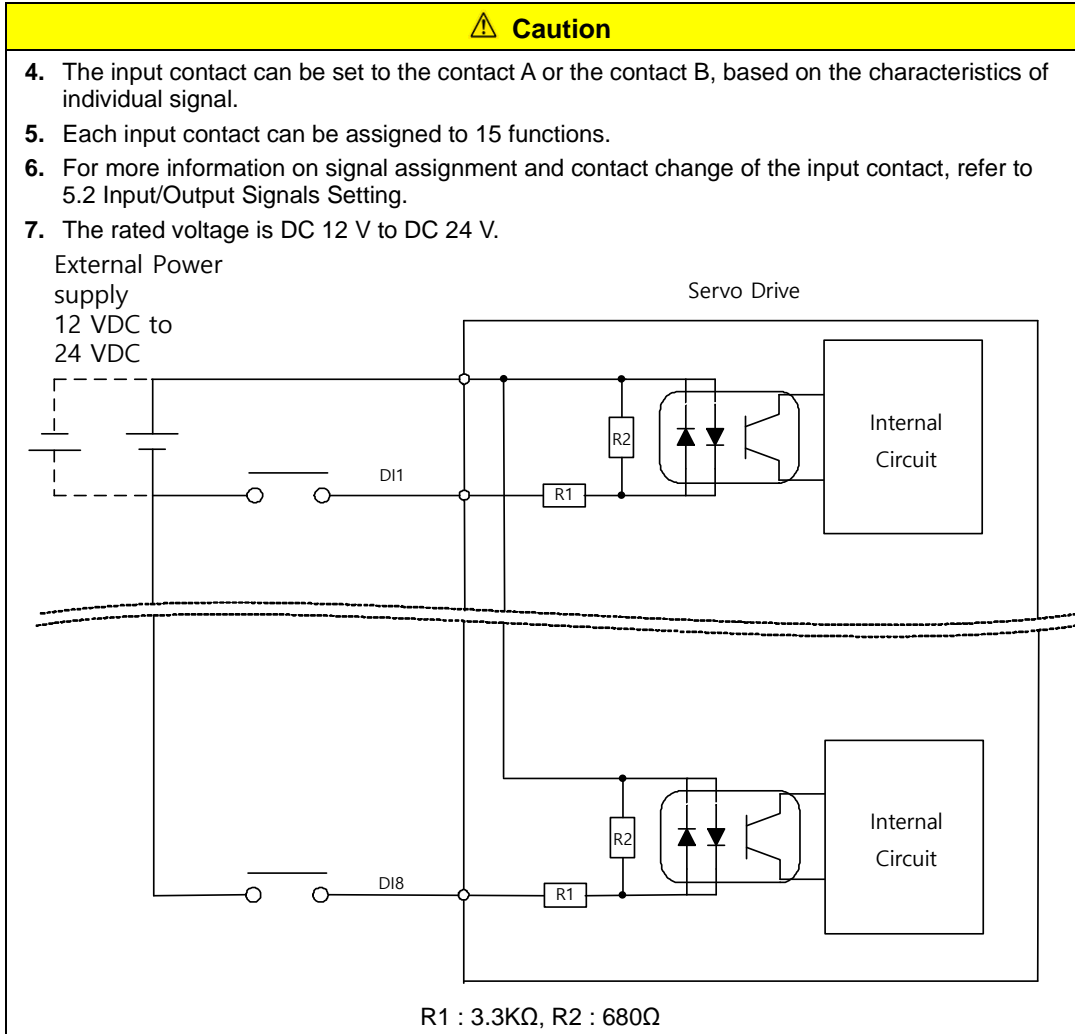 ⚠ Caution
4. The input contact can be set to the contact A or the contact B, based on the characteristics of
individual signal.
5. Each input contact can be assigned to 15 functions.
6. For more information on signal assignment and contact change of the input contact, refer to
5.2 Input/Output Signals Setting.
7. The rated voltage is DC 12 V to DC 24 V.
External Power
supply
12 VDC to
24 VDC
Servo Drive
R2
Internal
Circuit
DI1
R1
R2
Internal
Circuit
DI8
R1
R1 : 3.3KΩ, R2 : 680Ω